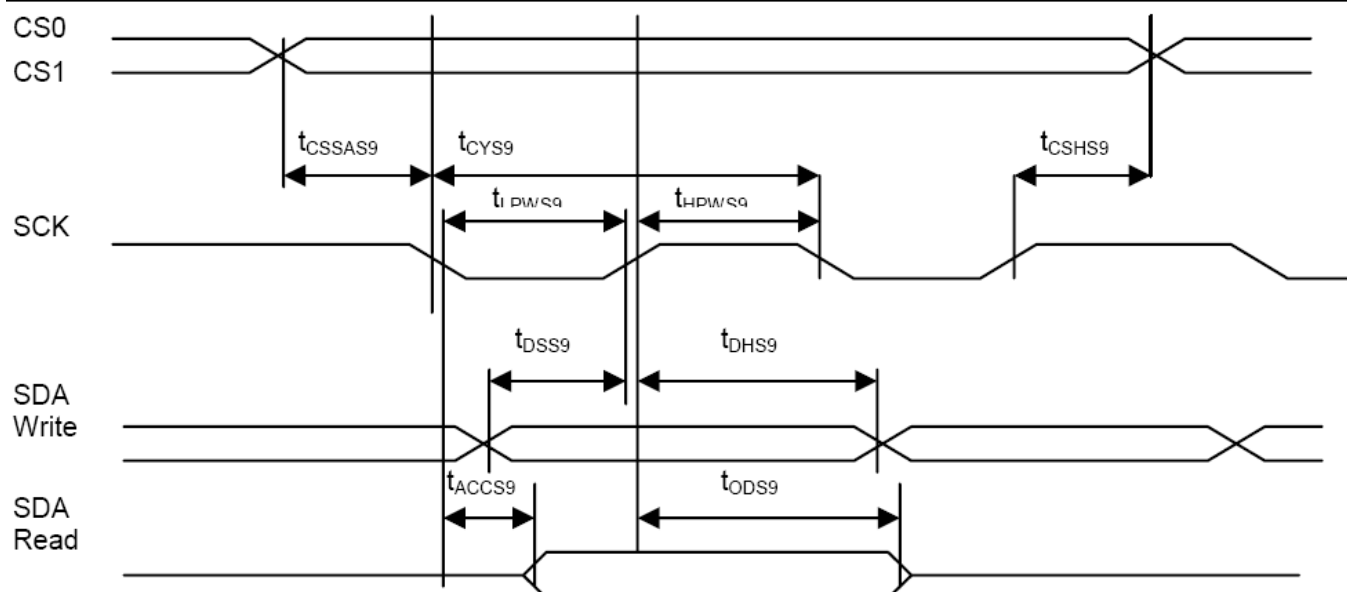 CS0
CS1
tCSSAS9
tCYS9
tCSHS9
tLPWS9
tHPWS9
SCK
tDSS9
tDHS9
SDA
Write
tACCS9
tODS9
SDA
Read